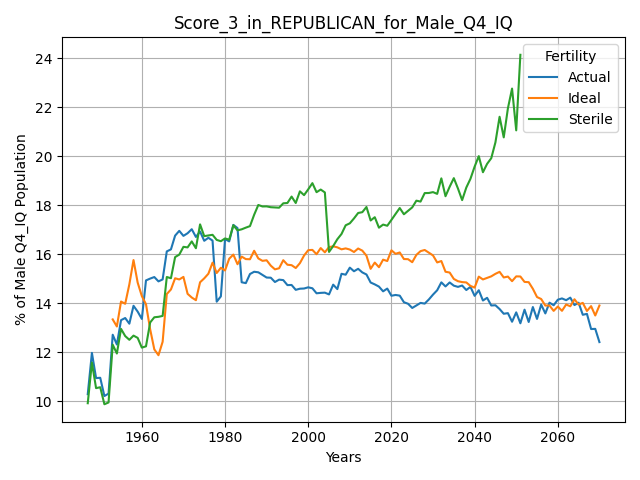 Score_3_in_REPUBLICAN_for_Male_Q4_IQ
% of Male Q4_IQ Population
24
22
20
18
16
14
12
10
Fertility
Actual
Ideal
Sterile
1960 1980 2000 2020 2040 2060
Years